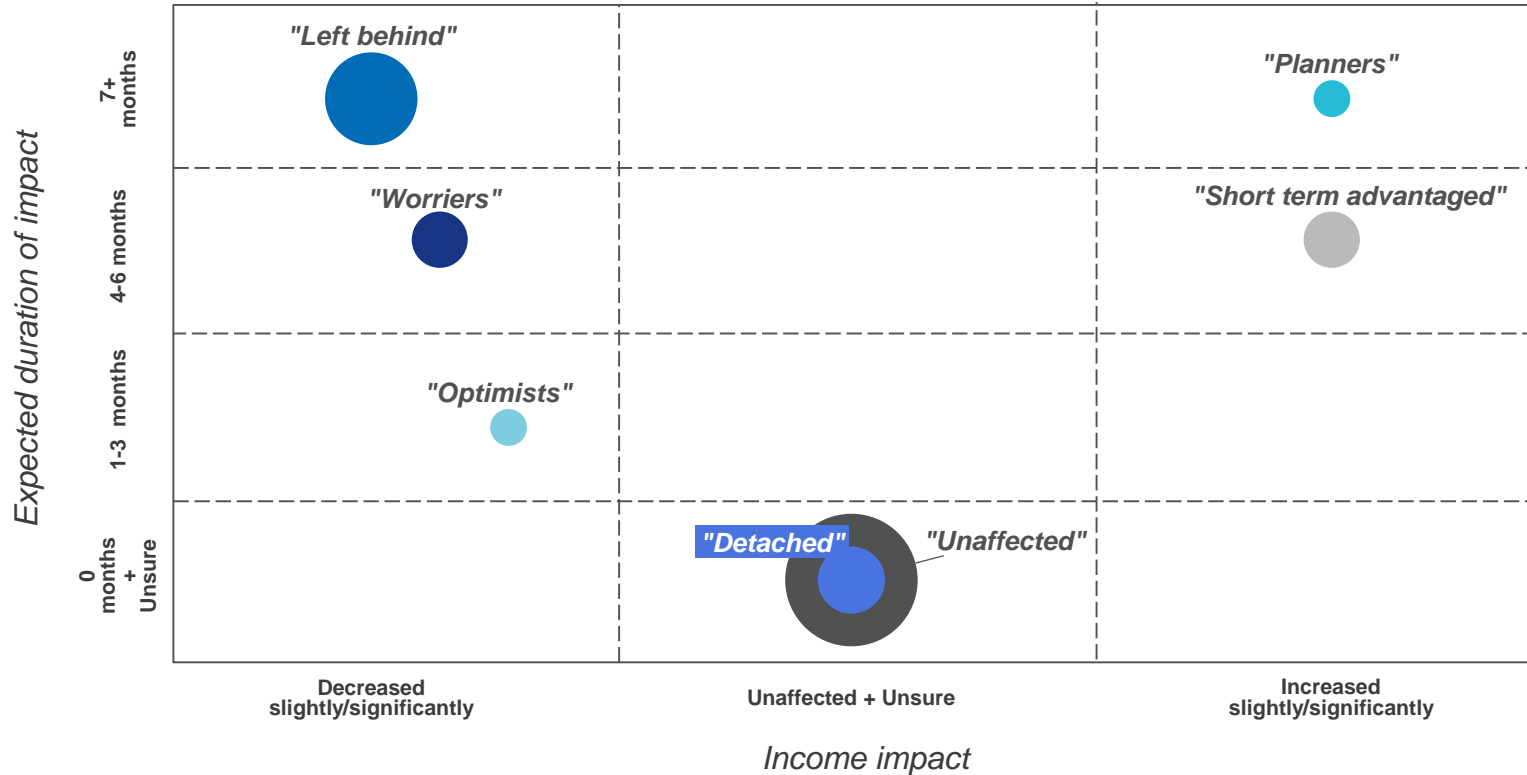 Expected duration of impact
7+
months
4-6 months
1-3 months
0
months
+
Unsure
"Left behind"
"Planners"
"Worriers"
"Short term advantaged"
"Optimists"
"Detached"
"Unaffected"
Decreased
slightly/significantly
Unaffected + Unsure
Increased
slightly/significantly
Income impact